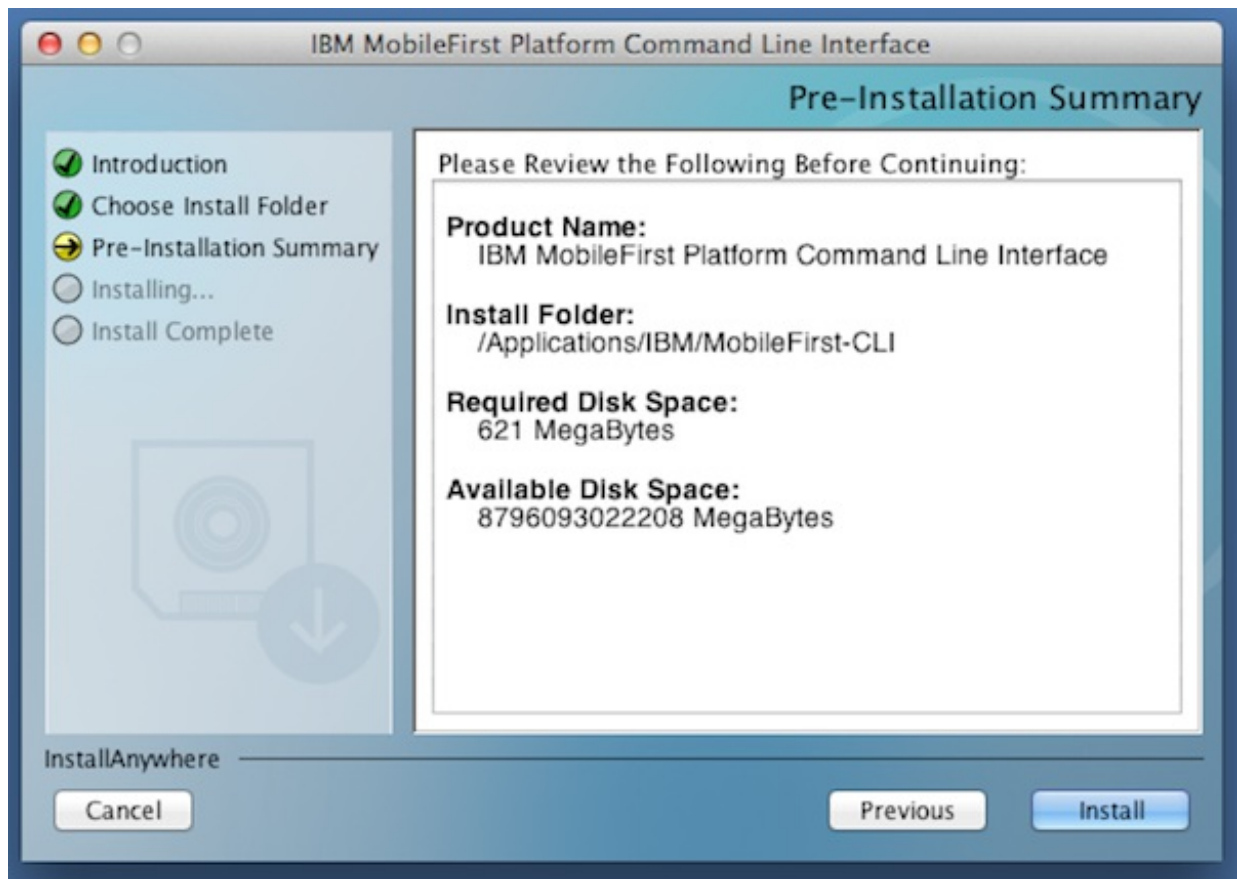 IBM MobileFirst Platform Command Line Interface
Pre-Installation Summary
Introduction
Choose Install Folder
Pre-Installation Summary
Installing...
Install Complete
Please Review the Following Before Continuing:
Product Name:
IBM MobileFirst Platform Command Line Interface
Install Folder:
/Applications/IBM/MobileFirst-CLI
Required Disk Space:
621 MegaBytes
Available Disk Space:
8796093022208 MegaBytes
InstallAnywhere
Cancel
Previous
Install